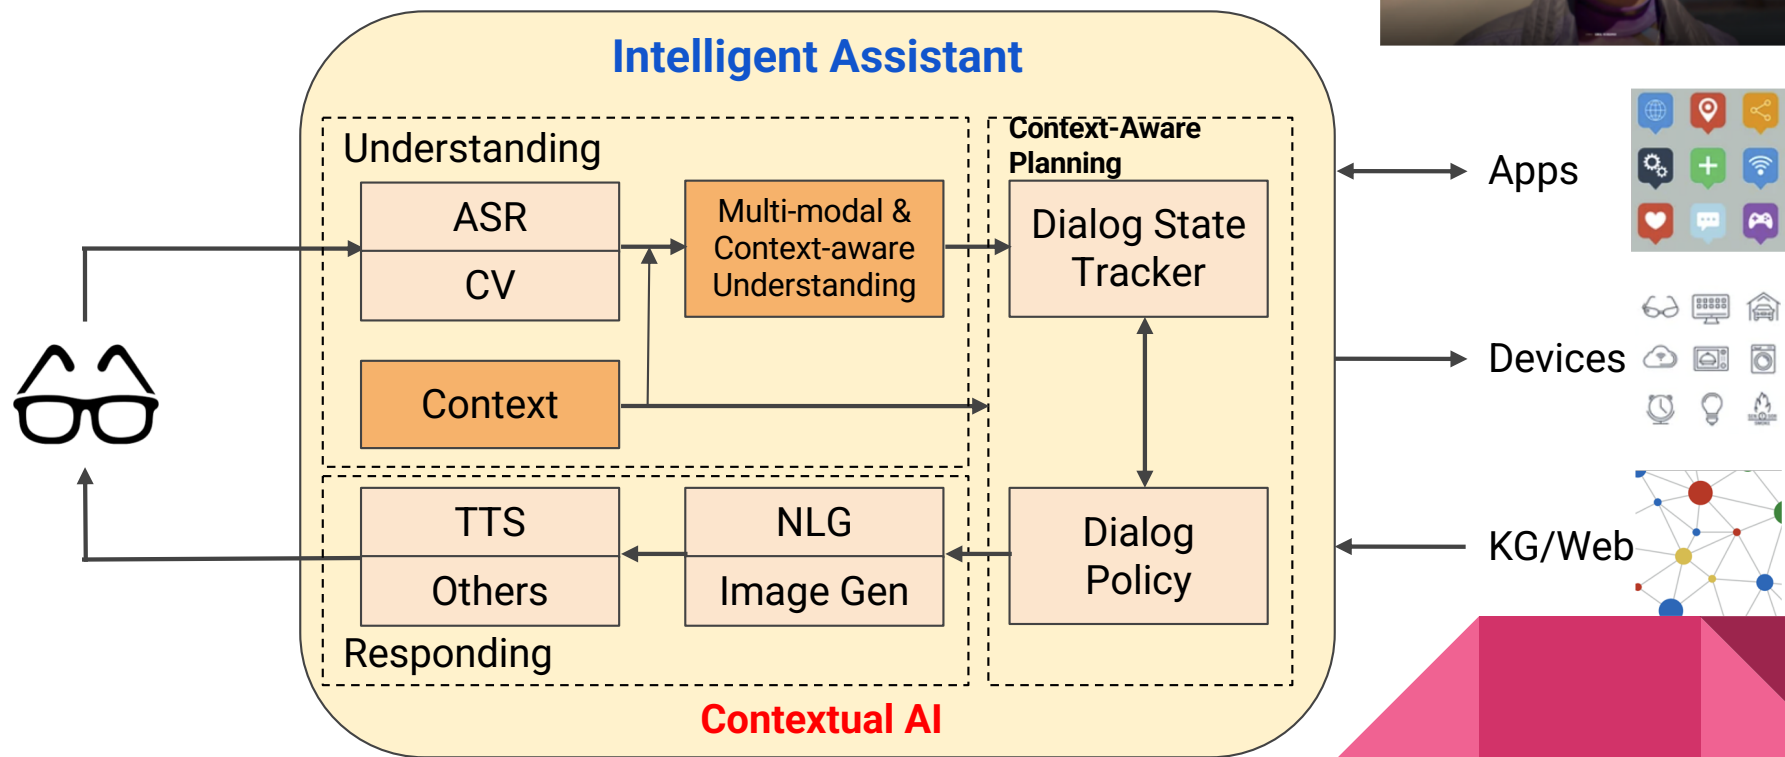 Intelligent Assistant
Understanding
ASR
CV
Multi-modal &
Context-aware
Understanding
Context-Aware
Planning
Dialog State
Tracker
Context
TTS
Others
NLG
Image Gen
Dialog
Policy
Responding
Contextual AI
Apps
Devices
KG/Web